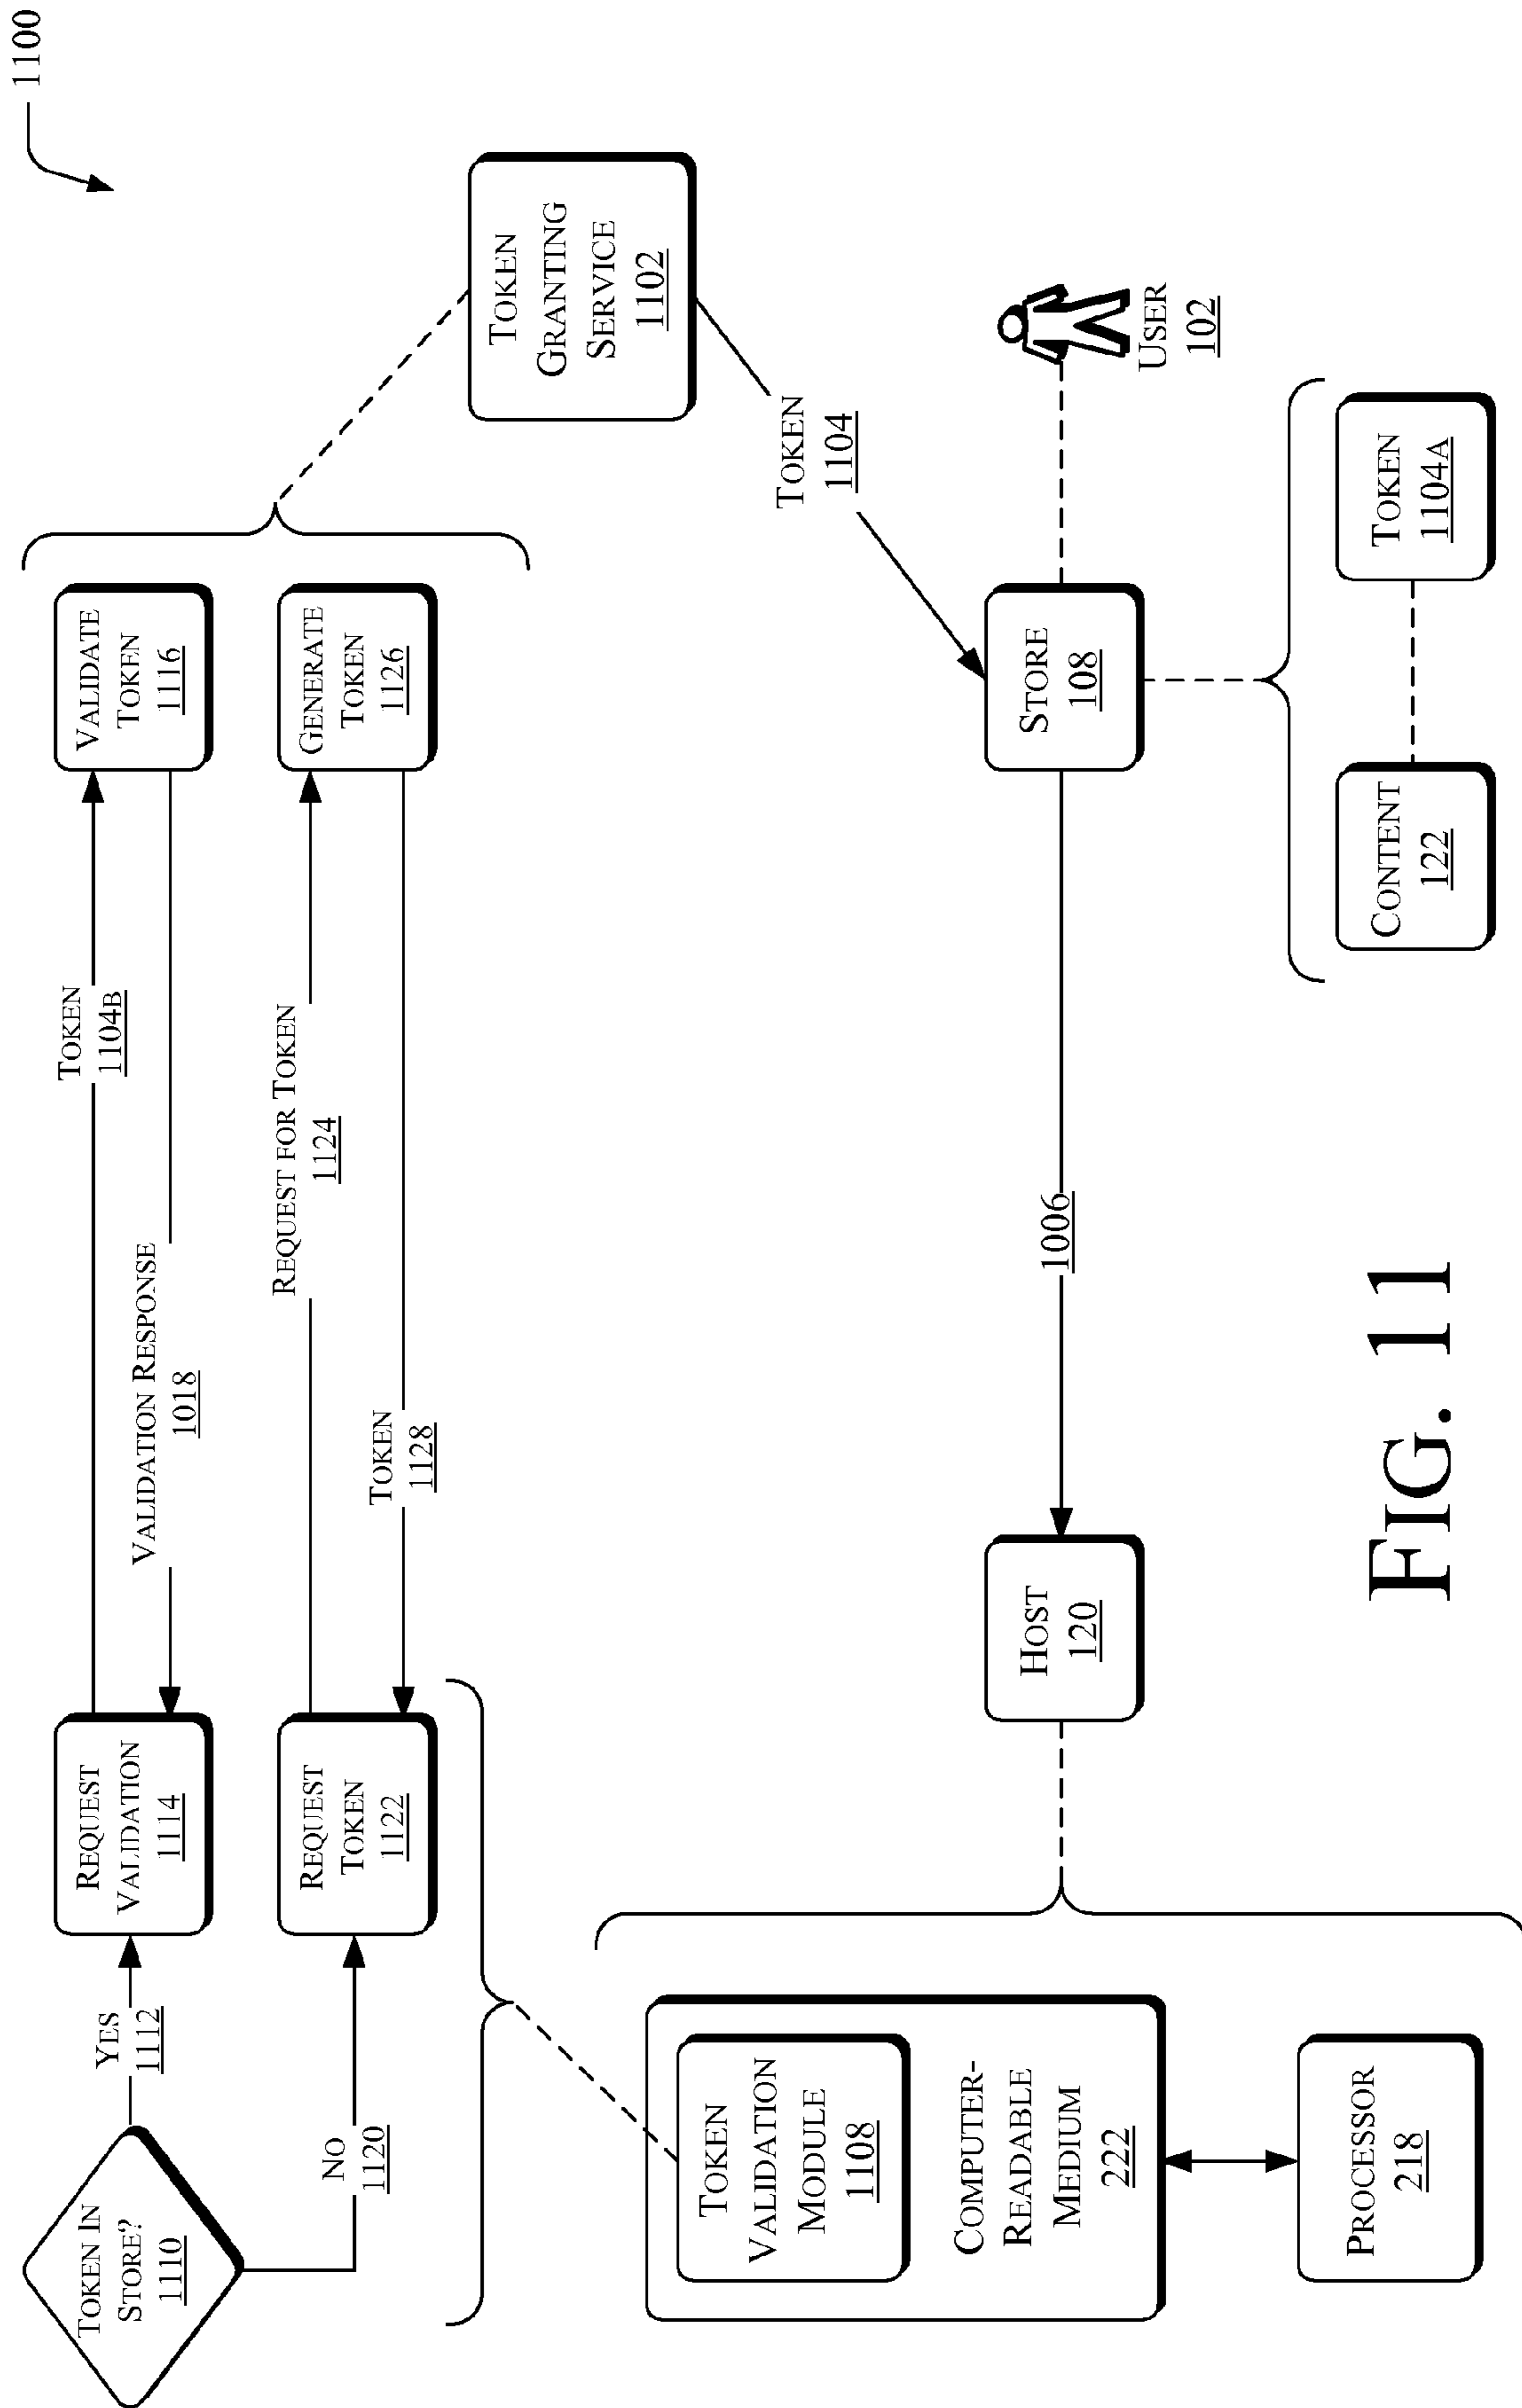 1100
TOKEN IN
STORE?
1110
YES
1112
NO
1120
REQUEST
VALIDATION
1114
TOKEN
1104B
VALIDATION RESPONSE
1018
VALIDATE
TOKEN
1116
REQUEST
TOKEN
1122
REQUEST FOR TOKEN
1124
TOKEN
1128
GENERATE
TOKEN
1126
TOKEN
GRANTING
SERVICE
1102
TOKEN
1104
TOKEN
VALIDATION
MODULE
1108
COMPUTER-
READABLE
MEDIUM
222
PROCESSOR
218
HOST
120
1006
STORE
108
USER
102
CONTENT
122
TOKEN
1104A
FIG. 11